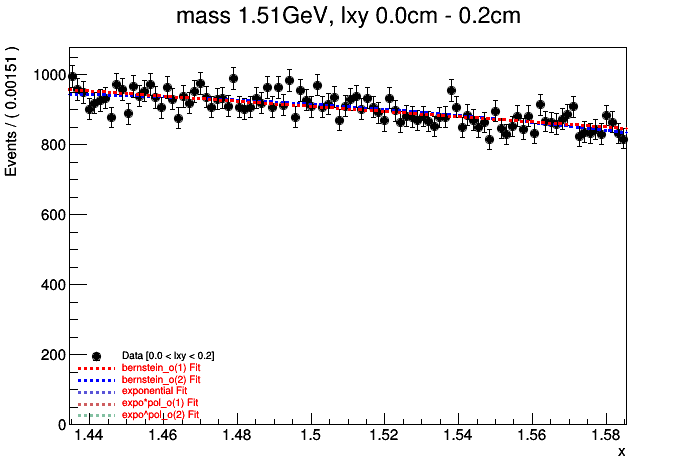 mass 1.51GeV, lxy 0.0cm - 0.2cm
Events / ( 0.00151 )
1000
800
600
400
200
0
Data [0.0 < lxy < 0.2]
bernstein_o(1) Fit
bernstein_o(2) Fit
exponential Fit
expo*pol_o(1) Fit
expo*pol_o(2) Fit
1.44 1.46 1.48 1.5 1.52 1.54 1.56 1.58
x